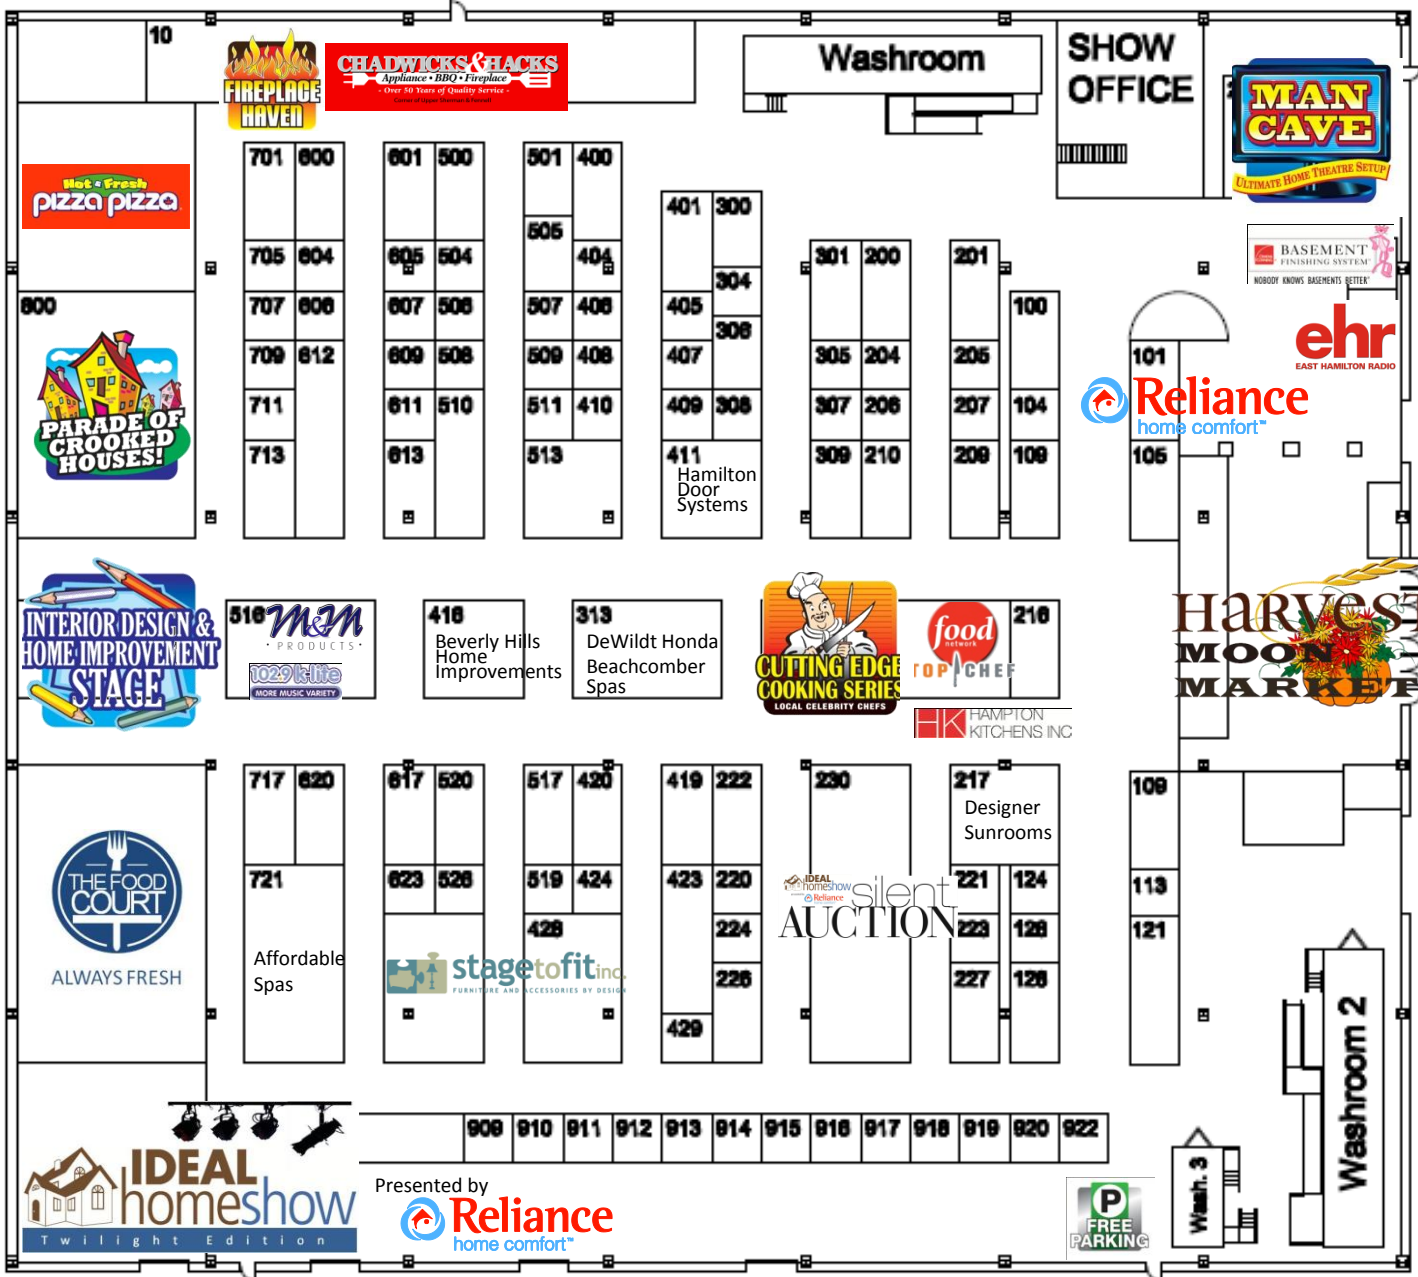 10
FIREPLACE
HAVEN
CHADWICKS & HACKS
Appliance • BBQ • Fireplace
- Over 50 Years of Quality Service -
Washroom
SHOW
OFFICE
MAN
CAVE
ULTIMATE HOME THEATRE SETUP
Hot • Fresh
pizza pizza
BASEMENT
FINISHING SYSTEM
NOBODY KNOWS BASEMENTS BETTER
ehr
EAST HAMILTON RADIO
701 600 601 500 501 400
401 300
505
705 604 605 504 404
301 200 201
304
800
707 606 607 506 507 406 405 100
306
709 612 609 508 509 408 407 305 204 205 101
PARADE OF
CROOKED
HOUSES!
711 611 510 511 410 409 308 307 206 207 104
Reliance
home comfort™
713 613 513 411 309 210 209 109 105
Hamilton
Door
Systems
INTERIOR DESIGN &
HOME IMPROVEMENT
STAGE
516
M&M
• PRODUCTS •
102.9 k-lite
MORE MUSIC VARIETY
416
Beverly Hills
Home
Improvements
313
DeWildt Honda
Beachcomber
Spas
CUTTING EDGE
COOKING SERIES
LOCAL CELEBRITY CHEFS
food
network
TOP CHEF
216
HK HAMPTON
KITCHENS INC
HARVEST
MOON
MARKET
717 620 617 520 517 420 419 222 230 217 109
Designer
Sunrooms
THE FOOD
COURT
ALWAYS FRESH
721 623 526 519 424 423 220 221 124 113
IDEAL
homeshow
Reliance
silent
AUCTION
428 224 223 126 121
Affordable
Spas
stagetofit inc.
FURNITURE AND ACCESSORIES BY DESIGN
226 227 128
429
Washroom 2
909 910 911 912 913 914 915 916 917 918 919 920 922
IDEAL
homeshow
Twilight Edition
Presented by
Reliance
home comfort™
P
FREE
PARKING
Wash. 3